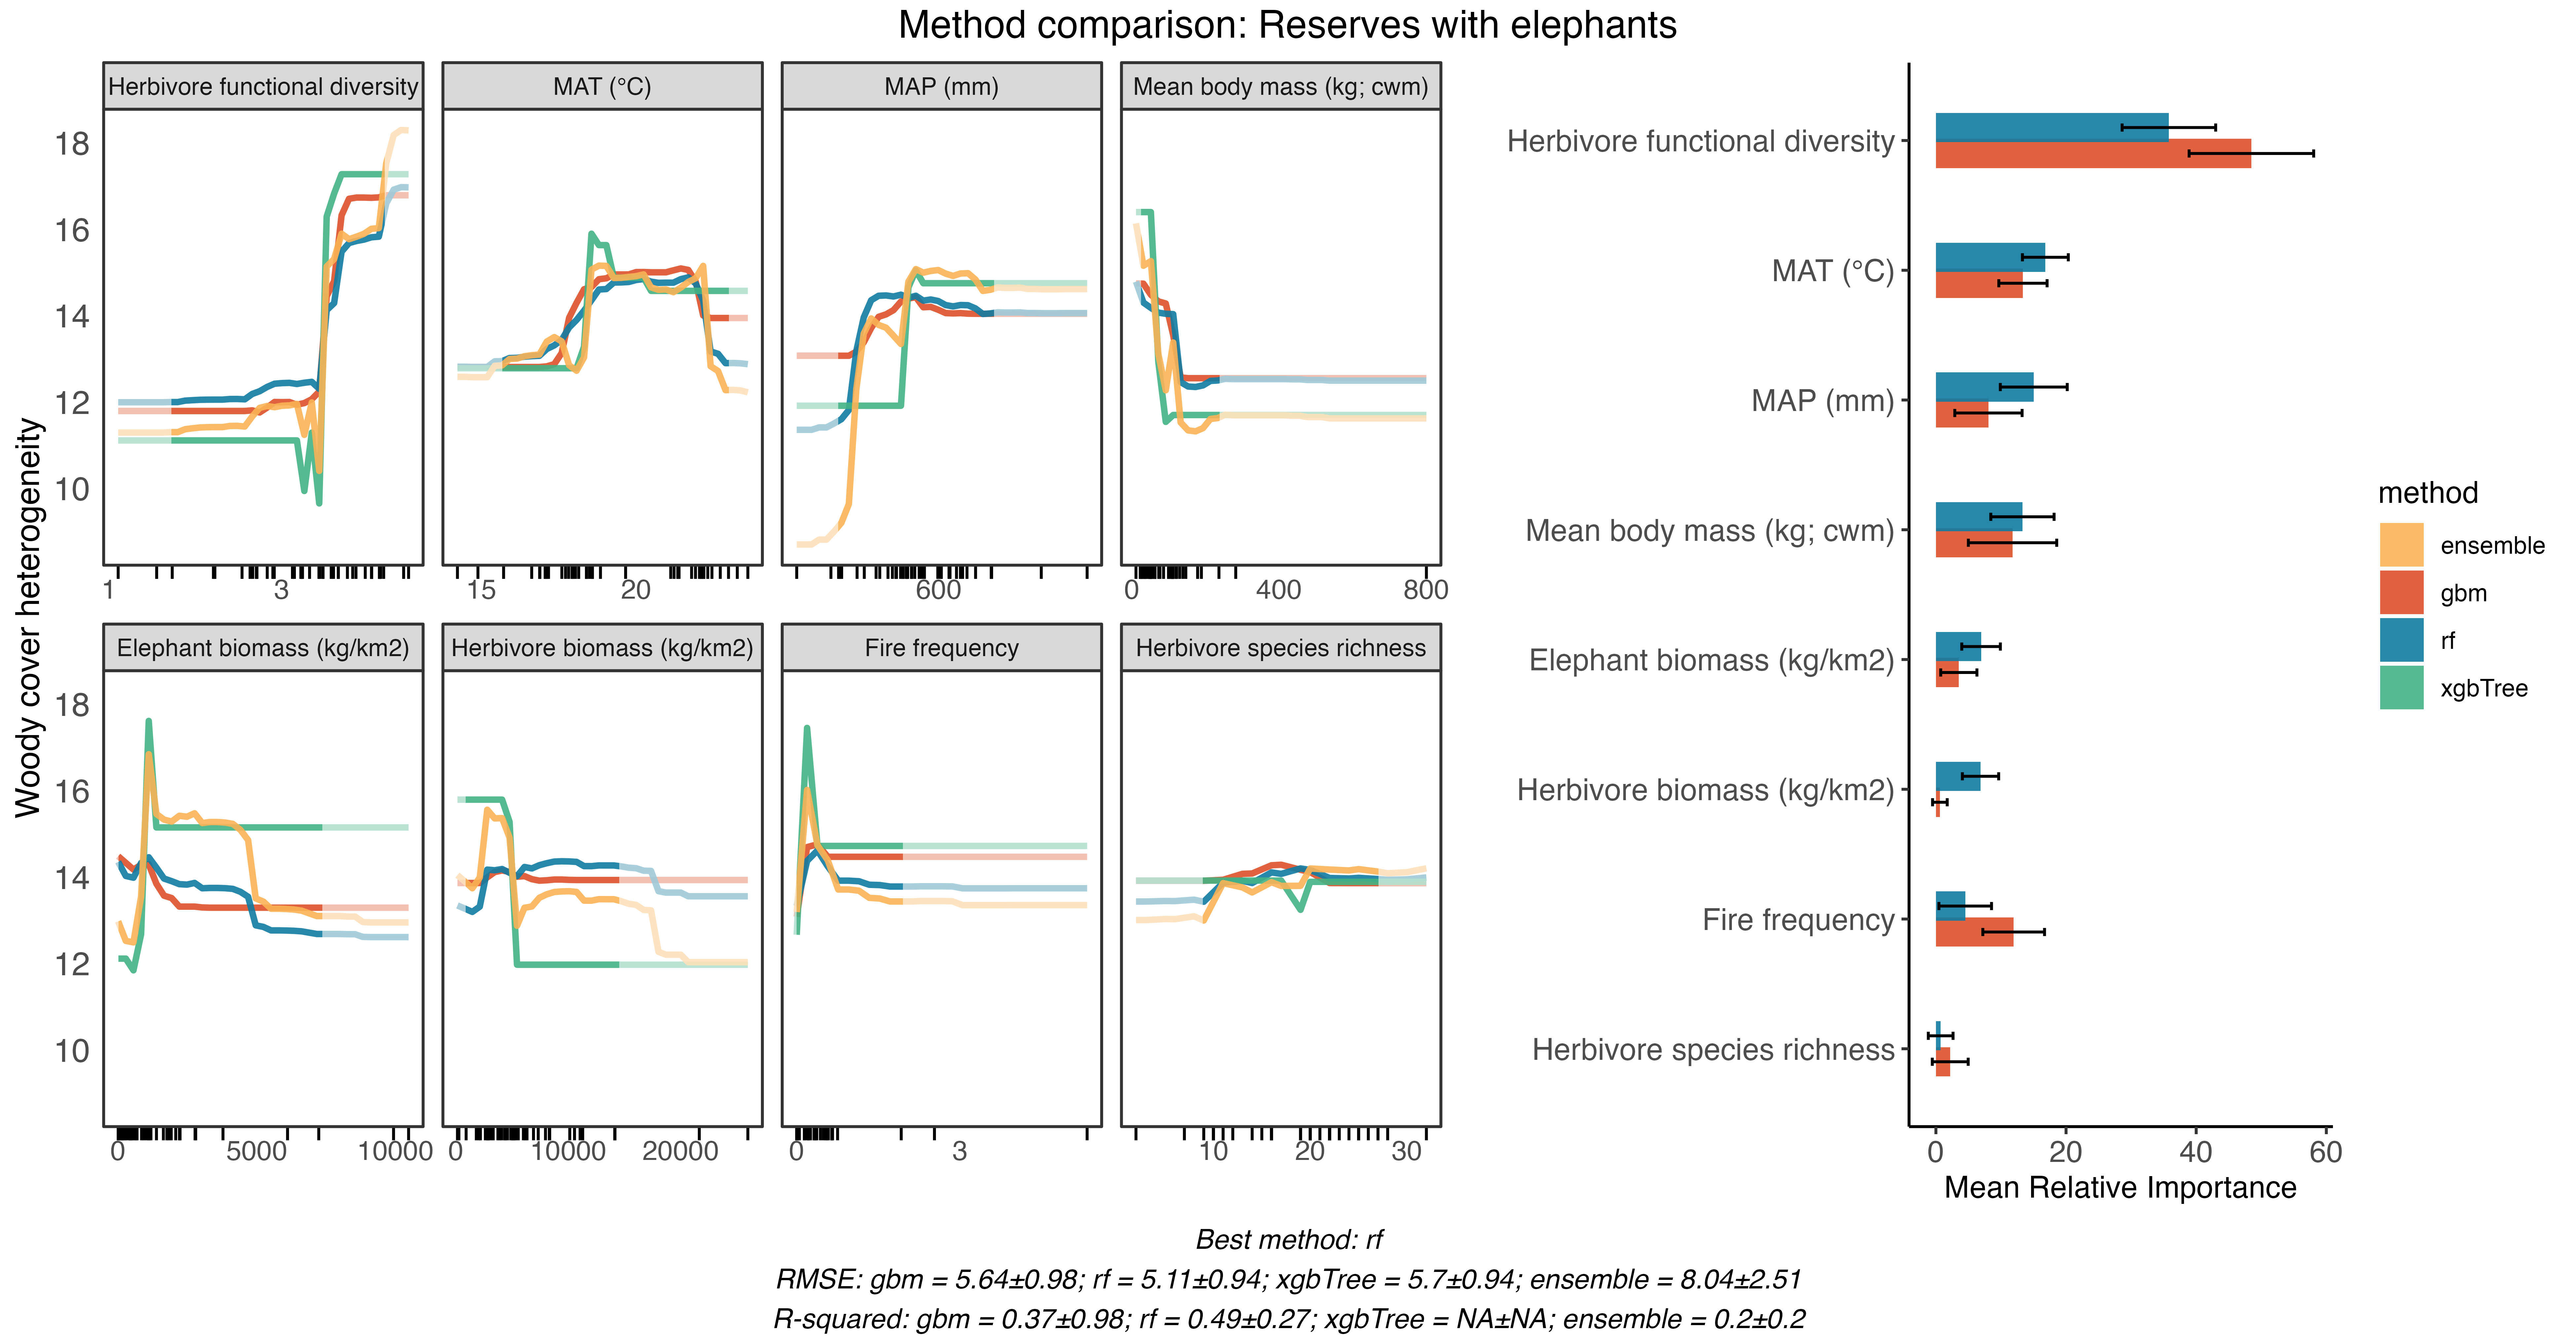 Method comparison: Reserves with elephants
Herbivore functional diversity
MAT (°C)
MAP (mm)
Mean body mass (kg; cwm)
18
16
14
12
10
1 3
15 20
600
0 400 800
Elephant biomass (kg/km2)
Herbivore biomass (kg/km2)
Fire frequency
Herbivore species richness
18
16
14
12
10
0 5000 10000
0 10000 20000
0 3
10 20 30
Woody cover heterogeneity
Herbivore functional diversity
MAT (°C)
MAP (mm)
Mean body mass (kg; cwm)
Elephant biomass (kg/km2)
Herbivore biomass (kg/km2)
Fire frequency
Herbivore species richness
0 20 40 60
Mean Relative Importance
method
ensemble
gbm
rf
xgbTree
Best method: rf
RMSE: gbm = 5.64±0.98; rf = 5.11±0.94; xgbTree = 5.7±0.94; ensemble = 8.04±2.51
R-squared: gbm = 0.37±0.98; rf = 0.49±0.27; xgbTree = NA±NA; ensemble = 0.2±0.2